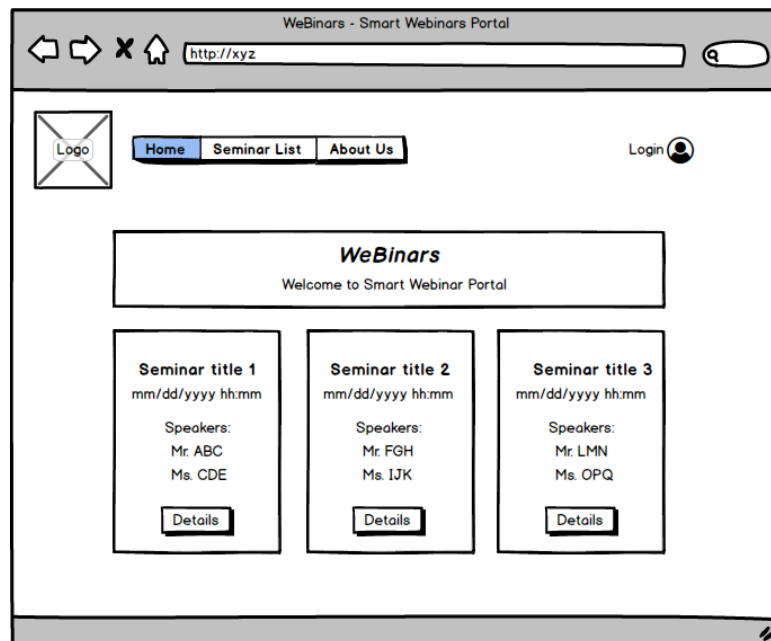 WeBinars - Smart Webinars Portal
http://xyz
Logo
Home Seminar List About Us
Login
WeBinars
Welcome to Smart Webinar Portal
Seminar title 1
mm/dd/yyyy hh:mm
Speakers:
Mr. ABC
Ms. CDE
Details
Seminar title 2
mm/dd/yyyy hh:mm
Speakers:
Mr. FGH
Ms. IJK
Details
Seminar title 3
mm/dd/yyyy hh:mm
Speakers:
Mr. LMN
Ms. OPQ
Details